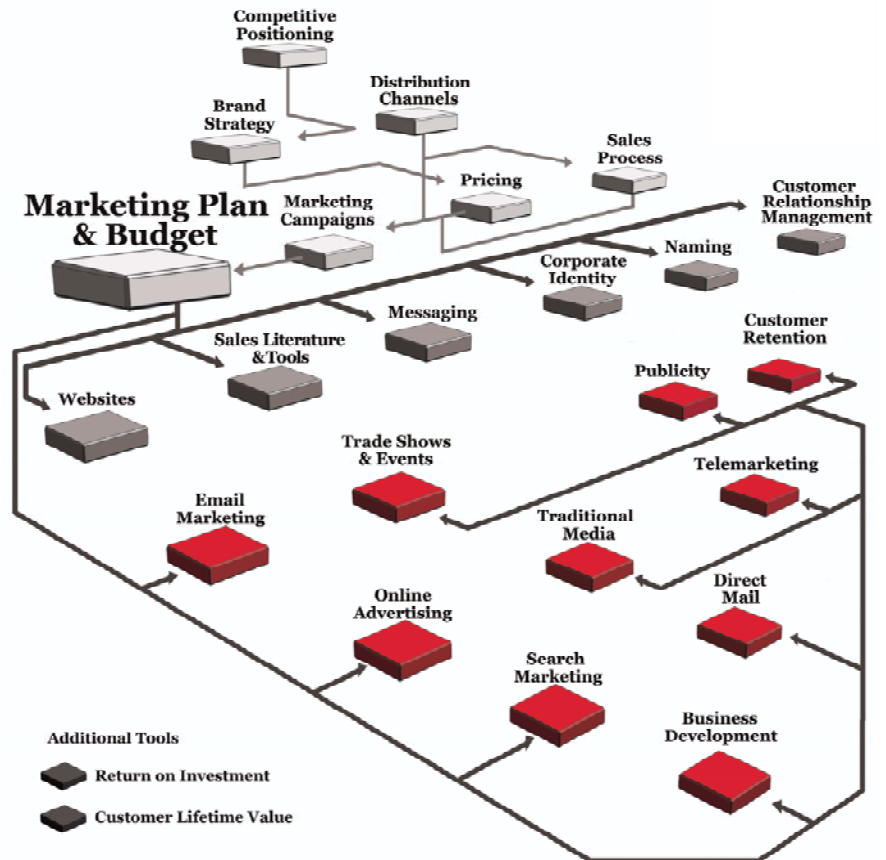 Competitive
Positioning
Distribution
Channels
Brand
Strategy
Sales
Process
Pricing
Customer
Relationship
Management
Marketing Plan
& Budget
Marketing
Campaigns
Naming
Corporate
Identity
Messaging
Sales Literature
&Tools
Customer
Retention
Publicity
Websites
Trade Shows
& Events
Telemarketing
Email
Marketing
Traditional
Media
Direct
Mail
Online
Advertising
Search
Marketing
Business
Development
Additional Tools
Return on Investment
Customer Lifetime Value